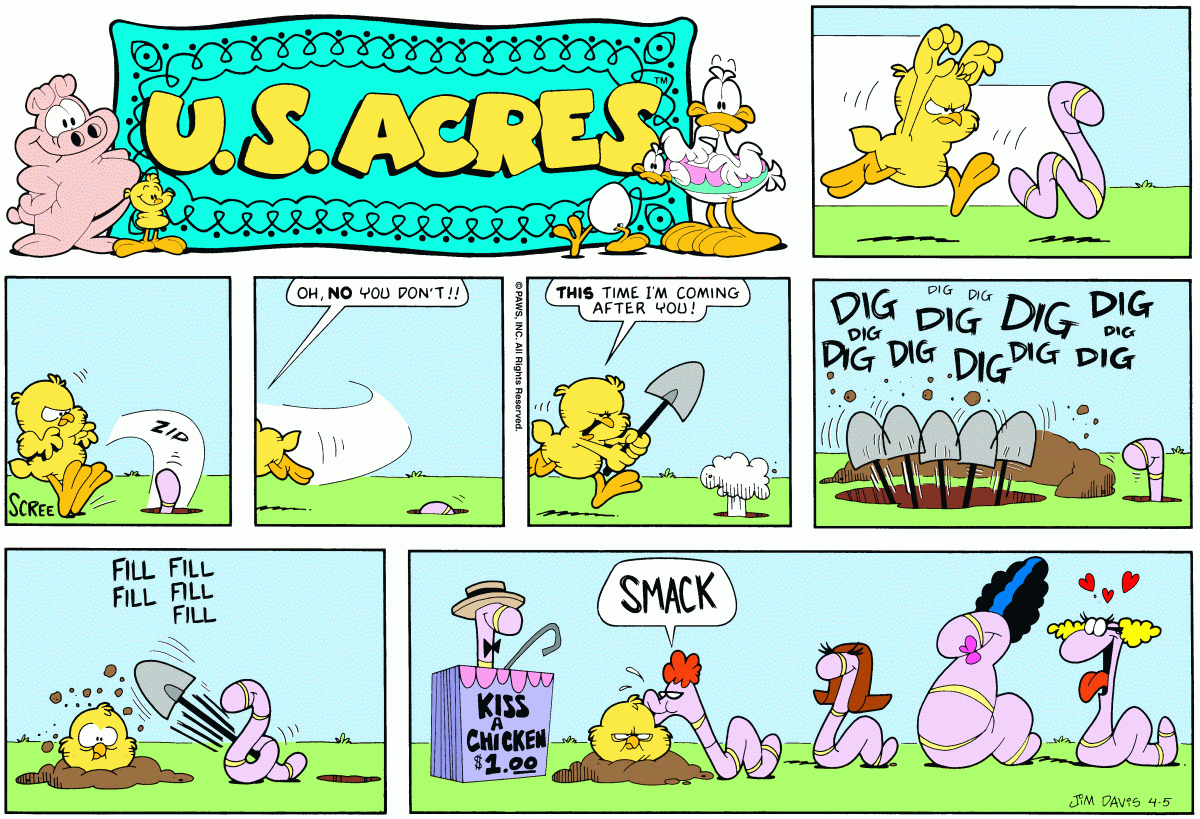 U.S. ACRES
TM
ZIP
SCREE
OH, NO YOU DON'T!!
© PAWS, INC. All Rights Reserved.
THIS TIME I'M COMING
AFTER YOU!
DIG DIG DIG DIG DIG
DIG DIG DIG
DIG DIG DIG DIG DIG
FILL FILL
FILL FILL
FILL
SMACK
KISS
A
CHICKEN
$1.00
JIM DAVIS 4-5